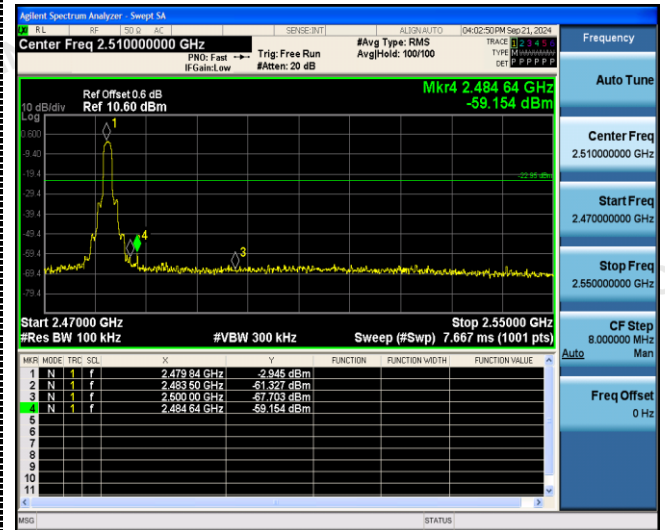 Agilent Spectrum Analyzer - Swept SA
RL RF 50 Ω AC SENSE:INT ALIGN AUTO 04:02:50 PM Sep 21, 2024
Center Freq 2.510000000 GHz
#Avg Type: RMS
TRACE 1 2 3 4 5 6
PNO: Fast Trig: Free Run
Avg|Hold: 100/100
TYPE M
IFGain:Low #Atten: 20 dB
DET P P P P P P
Ref Offset 0.6 dB
Mkr4 2.484 64 GHz
10 dB/div Ref 10.60 dBm
-59.154 dBm
Log
1
0.600
-9.40
-19.4
-22.95 dBm
-29.4
-39.4
-49.4
4
-59.4
3
-69.4
-79.4
Start 2.47000 GHz
Stop 2.55000 GHz
#Res BW 100 kHz #VBW 300 kHz Sweep (#Swp) 7.667 ms (1001 pts)
MKR MODE TRC SCL X Y FUNCTION FUNCTION WIDTH FUNCTION VALUE
1 N 1 f 2.479 84 GHz -2.945 dBm
2 N 1 f 2.483 50 GHz -61.327 dBm
3 N 1 f 2.500 00 GHz -67.703 dBm
4 N 1 f 2.484 64 GHz -59.154 dBm
5
6
7
8
9
10
11
MSG STATUS
Frequency
Auto Tune
Center Freq
2.510000000 GHz
Start Freq
2.470000000 GHz
Stop Freq
2.550000000 GHz
CF Step
8.000000 MHz
Auto Man
Freq Offset
0 Hz